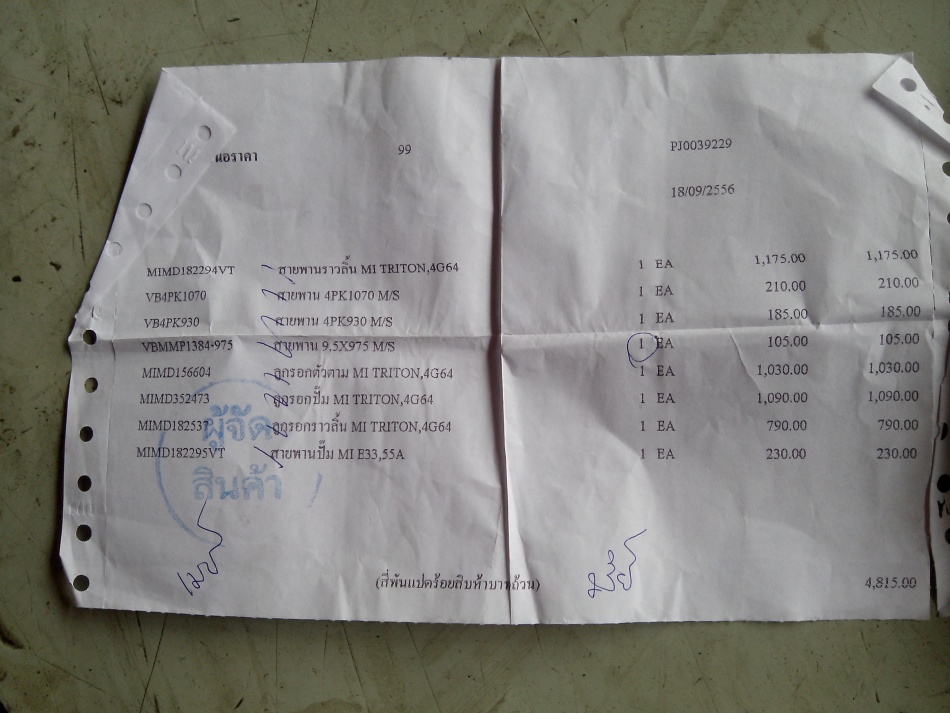 นอราคา 99 PJ0039229
18/09/2556
MIMD182294VT สายพานราวลิ้น MI TRITON,4G64 1 EA 1,175.00 1,175.00
VB4PK1070 สายพาน 4PK1070 M/S 1 EA 210.00 210.00
VB4PK930 สายพาน 4PK930 M/S 1 EA 185.00 185.00
VBMMP1384-975 สายพาน 9.5X975 M/S 1 EA 105.00 105.00
MIMD156604 ลูกรอกตัวตาม MI TRITON,4G64 1 EA 1,030.00 1,030.00
MIMD352473 ลูกรอกปั๊ม MI TRITON,4G64 1 EA 1,090.00 1,090.00
MIMD182537 ลูกรอกราวลิ้น MI TRITON,4G64 1 EA 790.00 790.00
MIMD182295VT สายพานปั๊ม MI E33,55A 1 EA 230.00 230.00
ผู้จัด
สินค้า
(สี่พันแปดร้อยสิบห้าบาทถ้วน) 4,815.00